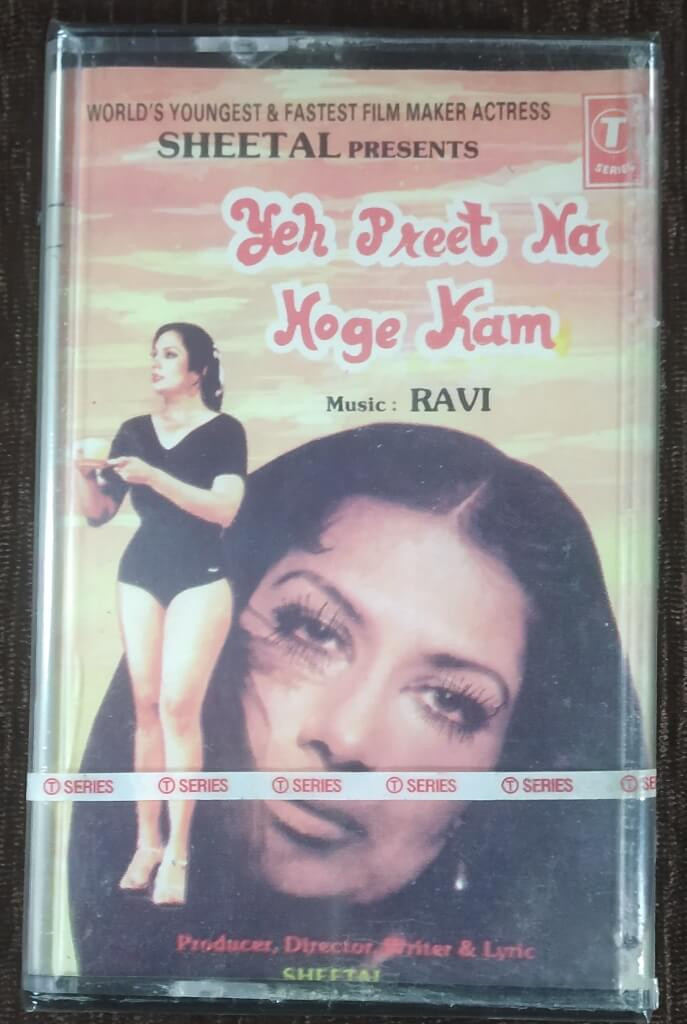 WORLD'S YOUNGEST & FASTEST FILM MAKER ACTRESS
SHEETAL PRESENTS
T
SERIES
Yeh Preet Na
Hoge Kam
Music : RAVI
T SERIES T SERIES T SERIES T SERIES T SERIES T SE
Producer, Director, Writer & Lyric
SHEETAL